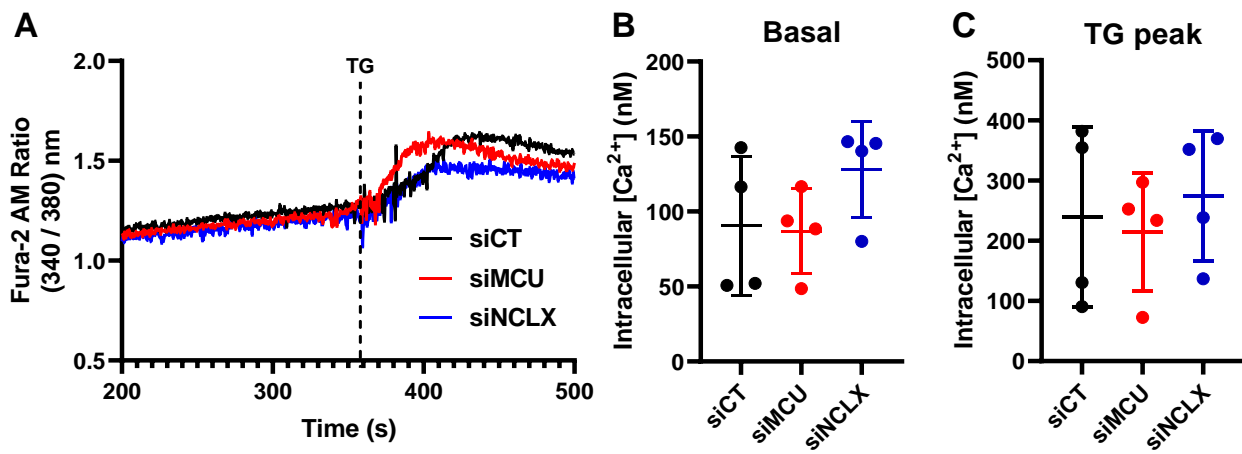 A
Fura-2 AM Ratio
(340 / 380) nm
2.0
1.5
1.0
0.5
TG
siCT
siMCU
siNCLX
200
300
400
500
Time (s)
B
Basal
Intracellular [Ca²⁺] (nM)
200
150
100
50
0
siCT
siMCU
siNCLX
C
TG peak
Intracellular [Ca²⁺] (nM)
500
400
300
200
100
0
siCT
siMCU
siNCLX